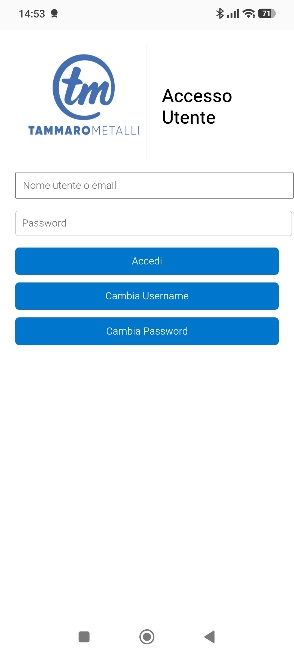 14:53
71
tm
TAMMAROMETALLI
Accesso
Utente
Nome utente o email
Password
Accedi
Cambia Username
Cambia Password